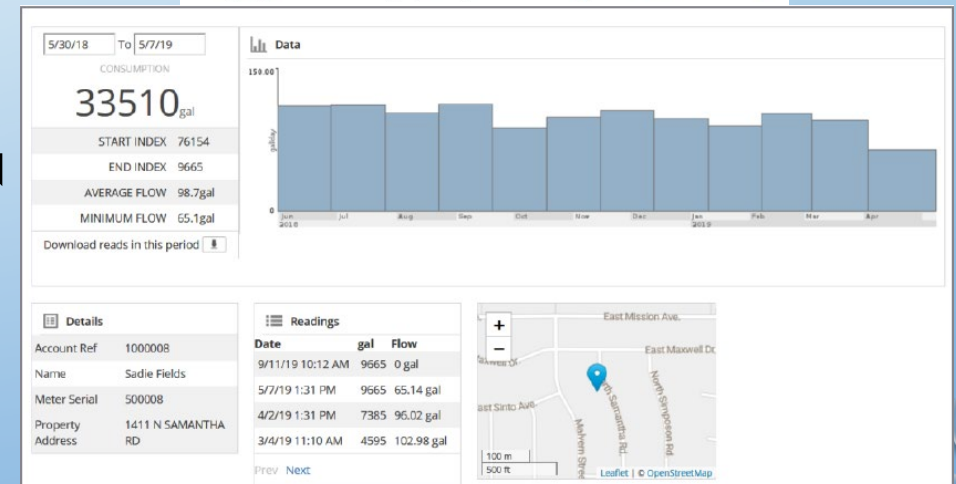 5/30/18 To 5/7/19
CONSUMPTION
33510 gal
START INDEX 76154
END INDEX 9665
AVERAGE FLOW 98.7gal
MINIMUM FLOW 65.1gal
Download reads in this period
Data
150.00
gal/day
0
Jun Jul Aug Sep Oct Nov Dec Jan Feb Mar Apr
2018 2019
Details
Account Ref 1000008
Name Sadie Fields
Meter Serial 500008
Property Address 1411 N SAMANTHA
RD
Readings
Date gal Flow
9/11/19 10:12 AM 9665 0 gal
5/7/19 1:31 PM 9665 65.14 gal
4/2/19 1:31 PM 7385 96.02 gal
3/4/19 11:10 AM 4595 102.98 gal
Prev Next
+
−
East Mission Ave.
East Maxwell Dr.
East Sinto Ave.
North Samantha Rd.
North Simposon Rd.
Malvern Stree
100 m
500 ft
Leaflet | © OpenStreetMap